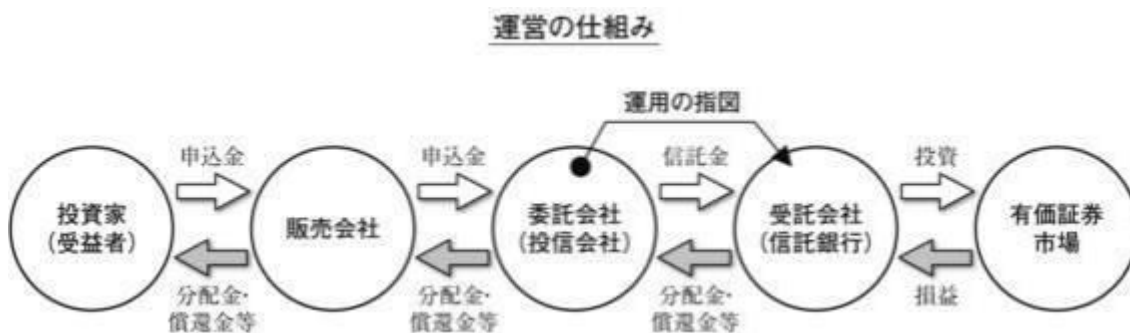 運営の仕組み
運用の指図
申込金
申込金
信託金
投資
投資家
（受益者）
販売会社
委託会社
（投信会社）
受託会社
（信託銀行）
有価証券
市場
分配金・
償還金等
分配金・
償還金等
分配金・
償還金等
損益